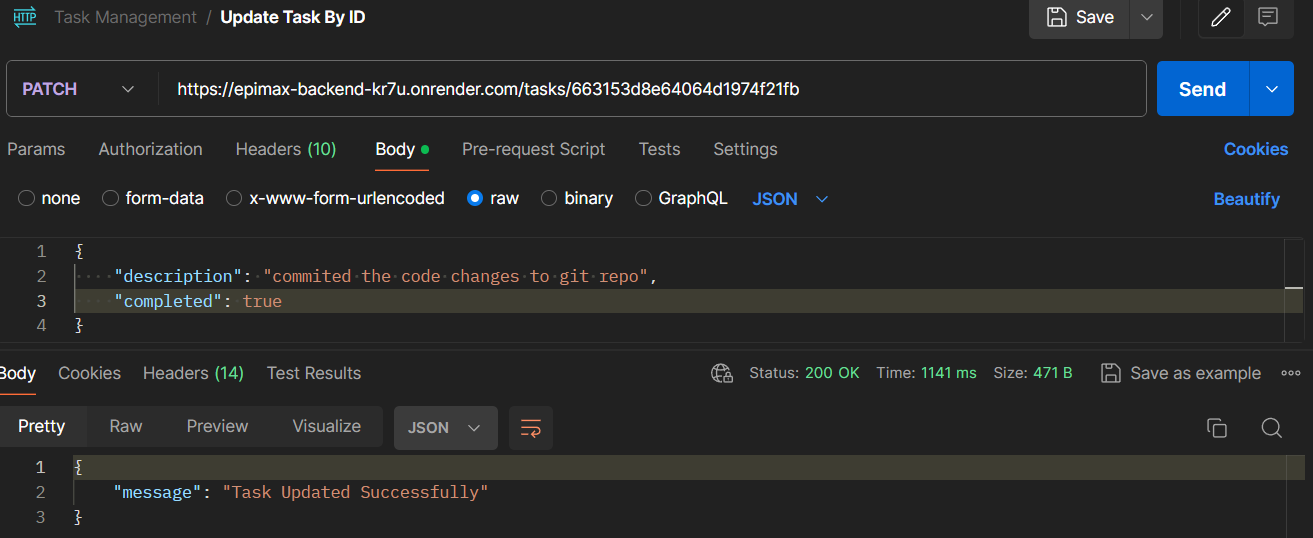 HTTP Task Management / Update Task By ID Save
PATCH https://epimax-backend-kr7u.onrender.com/tasks/663153d8e64064d1974f21fb Send
Params Authorization Headers (10) Body Pre-request Script Tests Settings Cookies
none form-data x-www-form-urlencoded raw binary GraphQL JSON Beautify
1 {
2 "description": "commited the code changes to git repo",
3 "completed": true
4 }
Body Cookies Headers (14) Test Results Status: 200 OK Time: 1141 ms Size: 471 B Save as example
Pretty Raw Preview Visualize JSON
1 {
2 "message": "Task Updated Successfully"
3 }